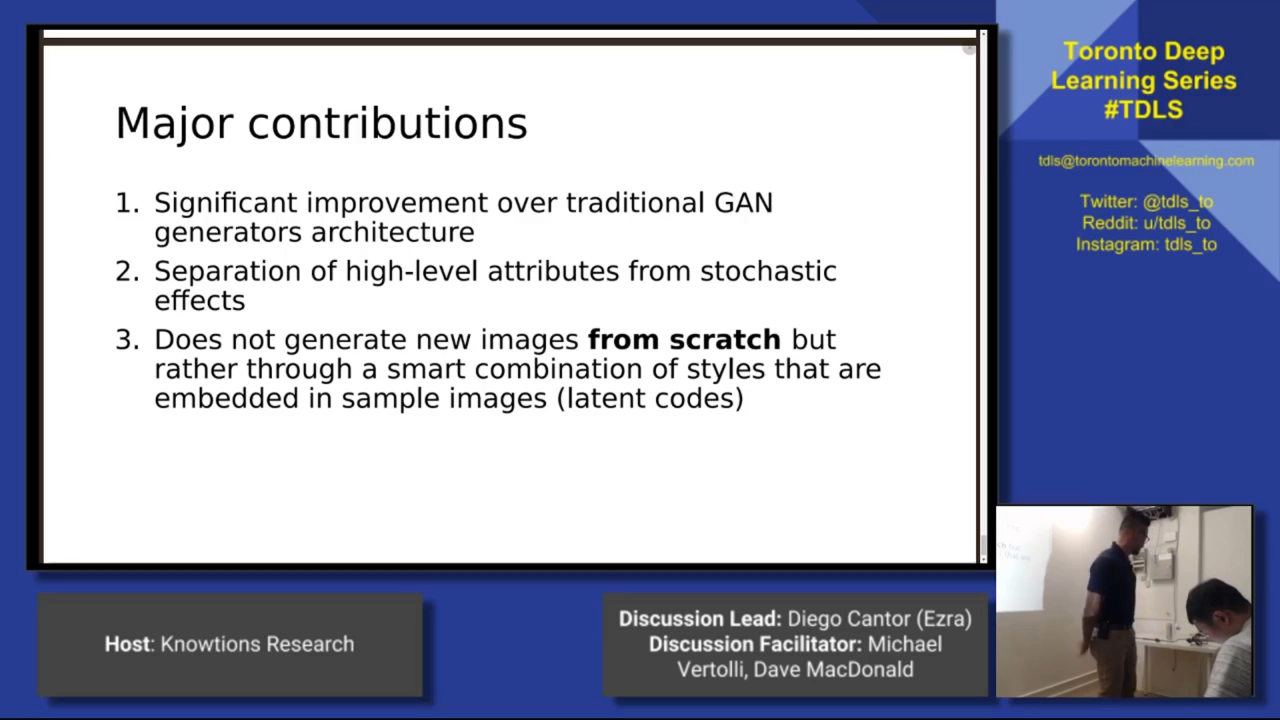 Major contributions
1. Significant improvement over traditional GAN
generators architecture
2. Separation of high-level attributes from stochastic
effects
3. Does not generate new images from scratch but
rather through a smart combination of styles that are
embedded in sample images (latent codes)
Toronto Deep
Learning Series
#TDLS
tdls@torontomachinelearning.com
Twitter: @tdls_to
Reddit: u/tdls_to
Instagram: tdls_to
Host: Knowtions Research
Discussion Lead: Diego Cantor (Ezra)
Discussion Facilitator: Michael
Vertolli, Dave MacDonald